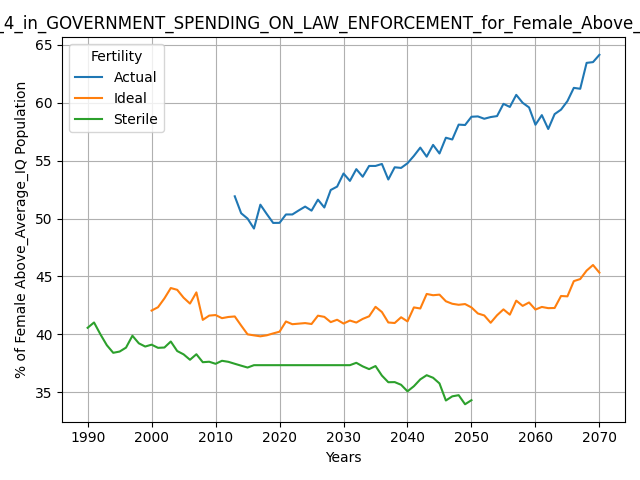 _4_in_GOVERNMENT_SPENDING_ON_LAW_ENFORCEMENT_for_Female_Above_
Fertility
Actual
Ideal
Sterile
% of Female Above_Average_IQ Population
65
60
55
50
45
40
35
1990 2000 2010 2020 2030 2040 2050 2060 2070
Years